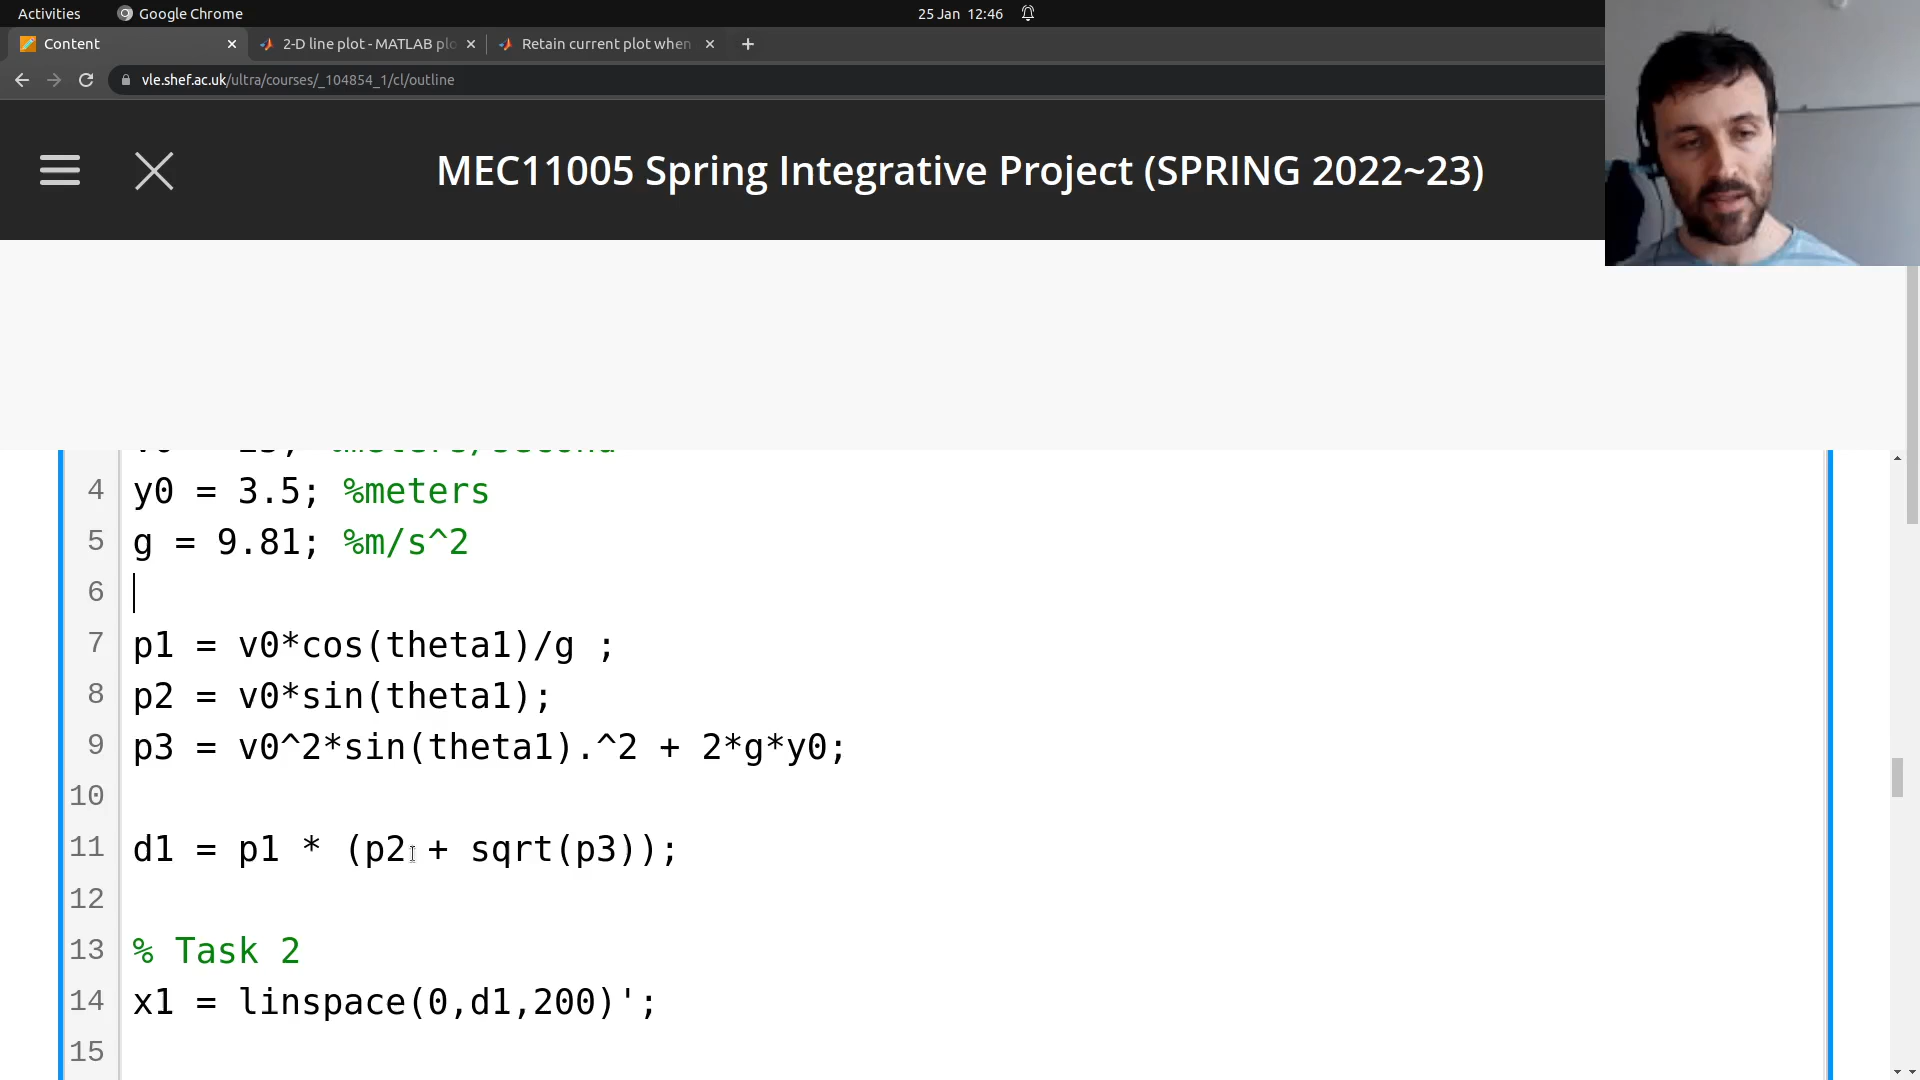 Activities
Google Chrome
25 Jan 12:46
Content
2-D line plot - MATLAB plo
Retain current plot when
vle.shef.ac.uk/ultra/courses/_104854_1/cl/outline
MEC11005 Spring Integrative Project (SPRING 2022~23)
4 y0 = 3.5; %meters
5 g = 9.81; %m/s^2
6
7 p1 = v0*cos(theta1)/g ;
8 p2 = v0*sin(theta1);
9 p3 = v0^2*sin(theta1).^2 + 2*g*y0;
10
11 d1 = p1 * (p2 + sqrt(p3));
12
13 % Task 2
14 x1 = linspace(0,d1,200)';
15